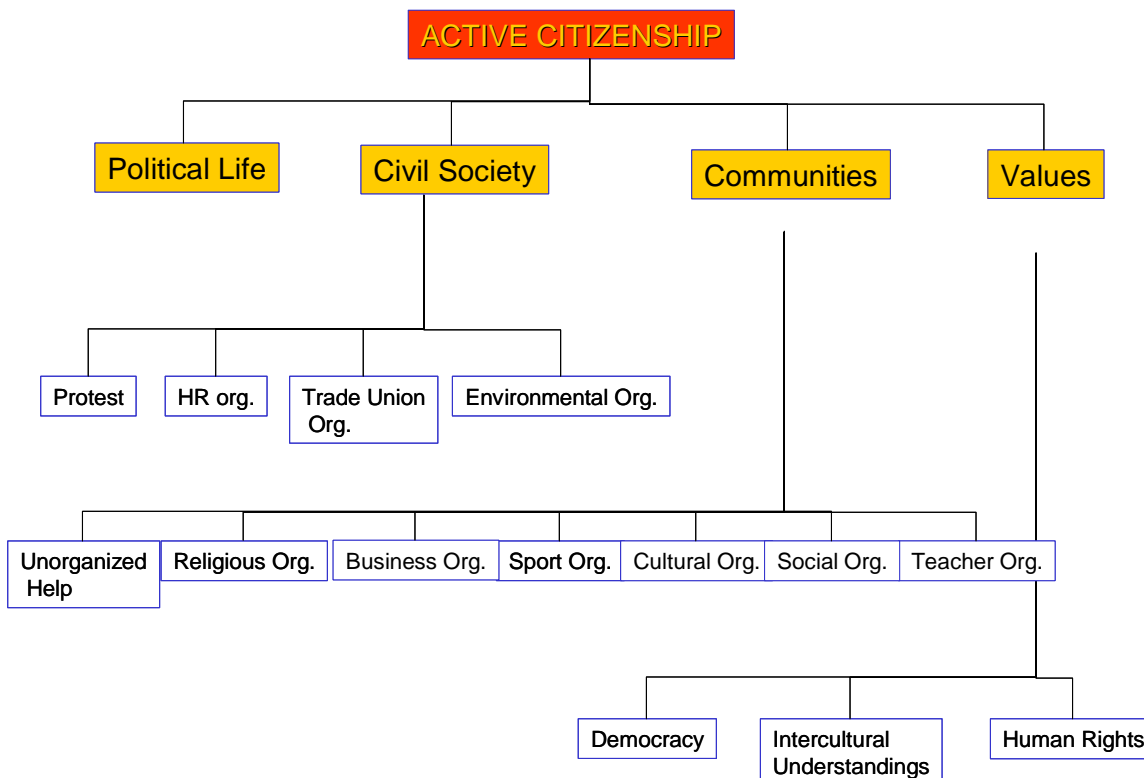 ACTIVE CITIZENSHIP
Political Life
Civil Society
Communities
Values
Protest
HR org.
Trade Union
Org.
Environmental Org.
Unorganized
Help
Religious Org.
Business Org.
Sport Org.
Cultural Org.
Social Org.
Teacher Org.
Democracy
Intercultural
Understandings
Human Rights